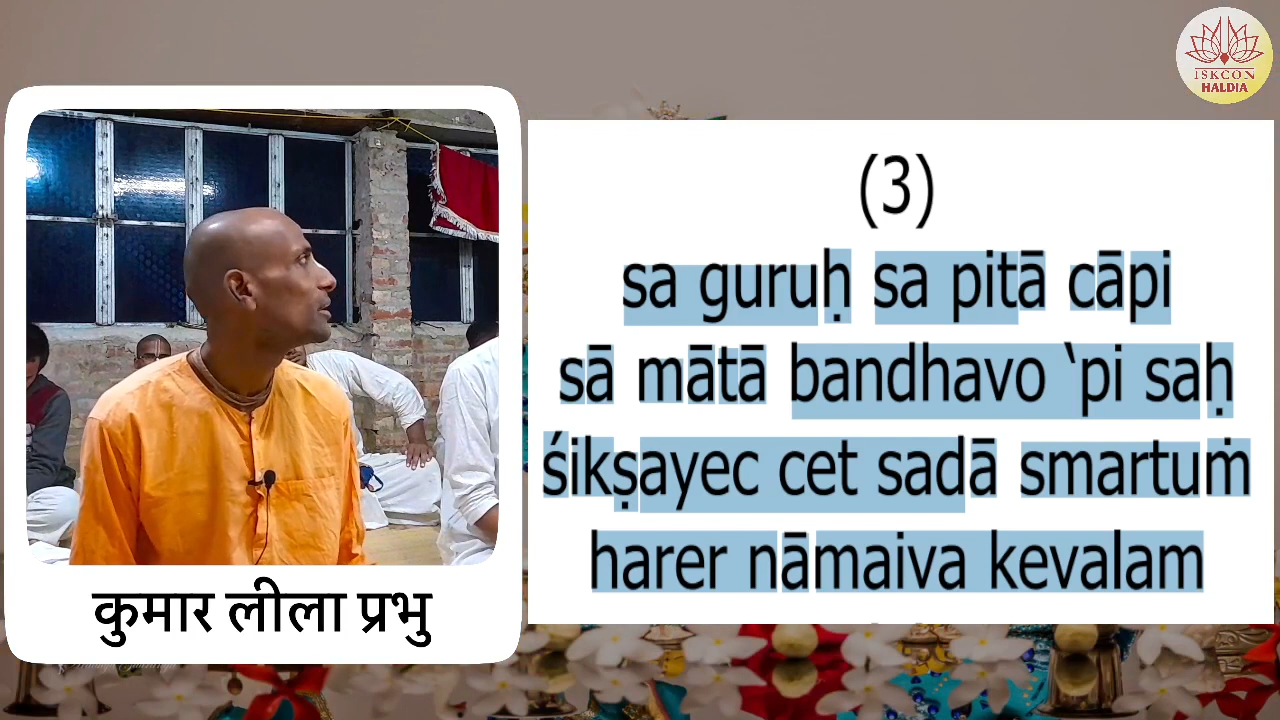 ISKCON
HALDIA
(3)
sa guruḥ sa pitā cāpi
sā mātā bandhavo ‘pi saḥ
śikṣayec cet sadā smartuṁ
harer nāmaiva kevalam
कुमार लीला प्रभु